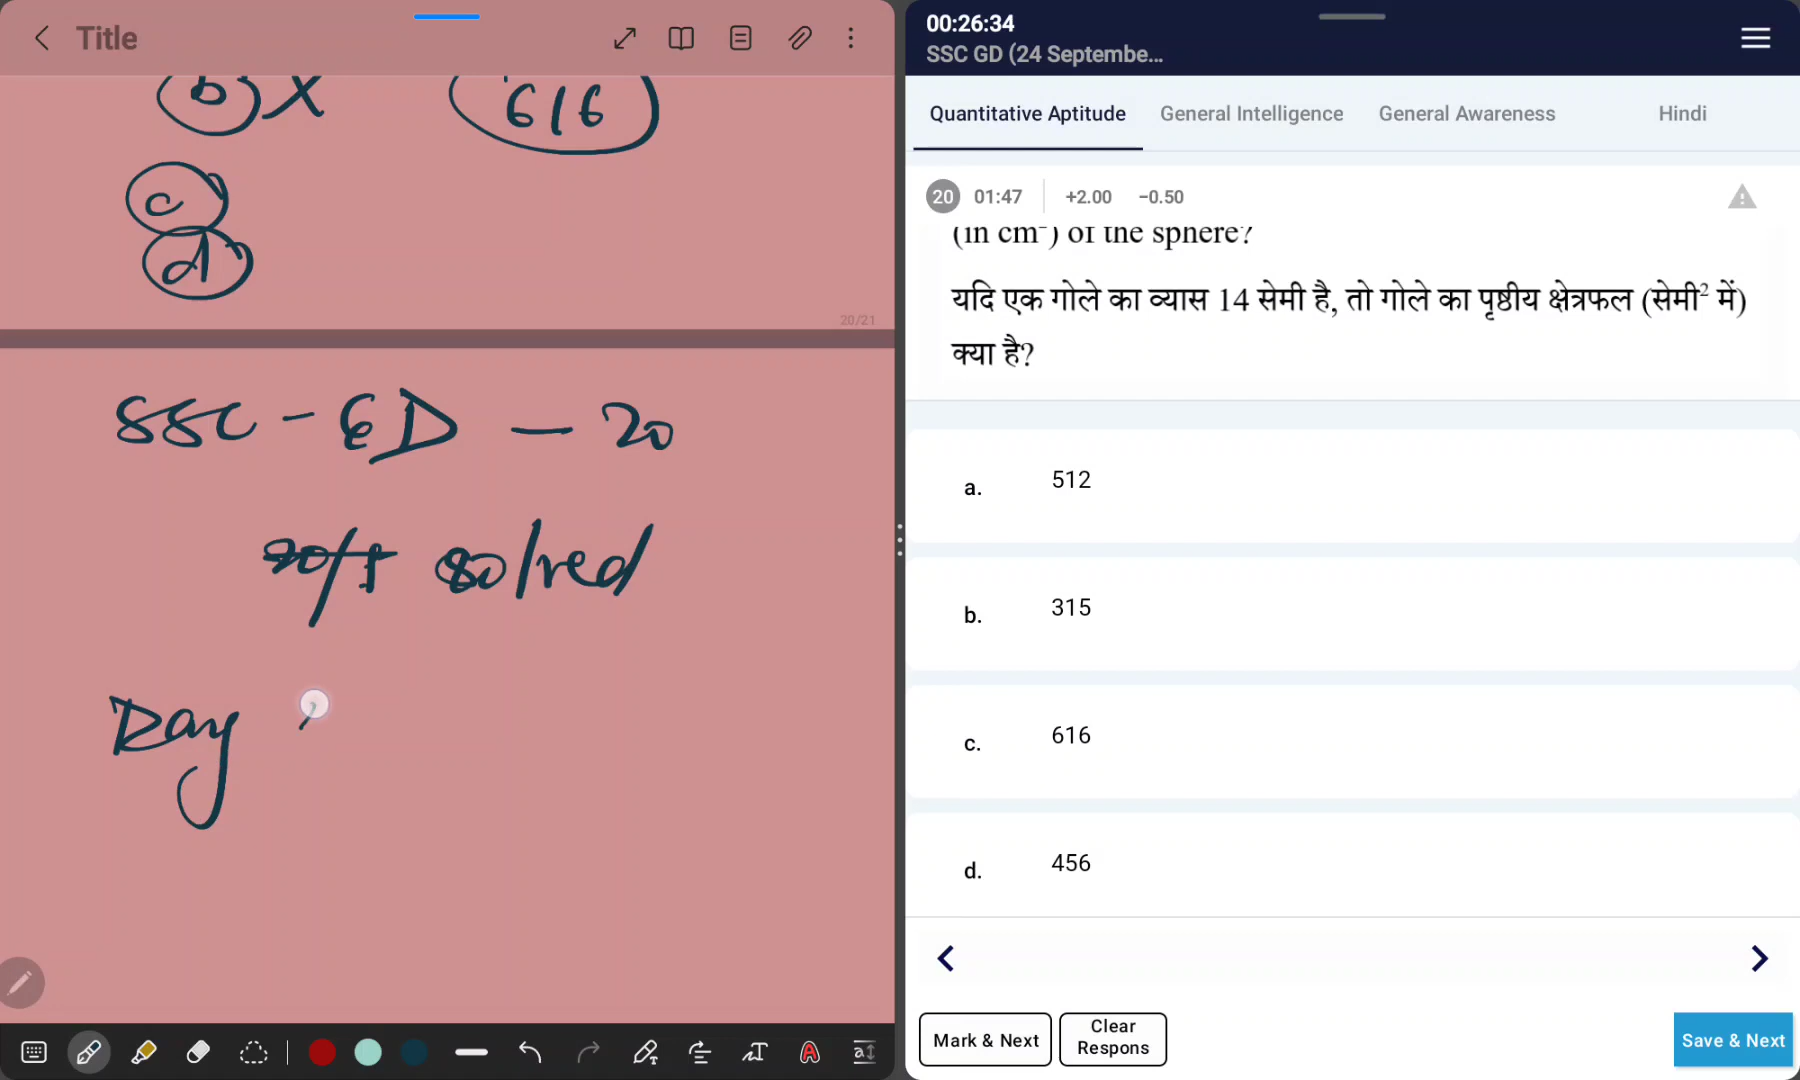 Title
b) X 616
c)
d)
20/21
SSC - GD - 20
solved
Day
00:26:34
SSC GD (24 Septembe...
Quantitative Aptitude General Intelligence General Awareness Hindi
20 01:47 +2.00 −0.50
(in cm²) of the sphere?
यदि एक गोले का व्यास 14 सेमी है, तो गोले का पृष्ठीय क्षेत्रफल (सेमी² में)
क्या है?
a. 512
b. 315
c. 616
d. 456
Mark & Next
Clear
Respons
Save & Next